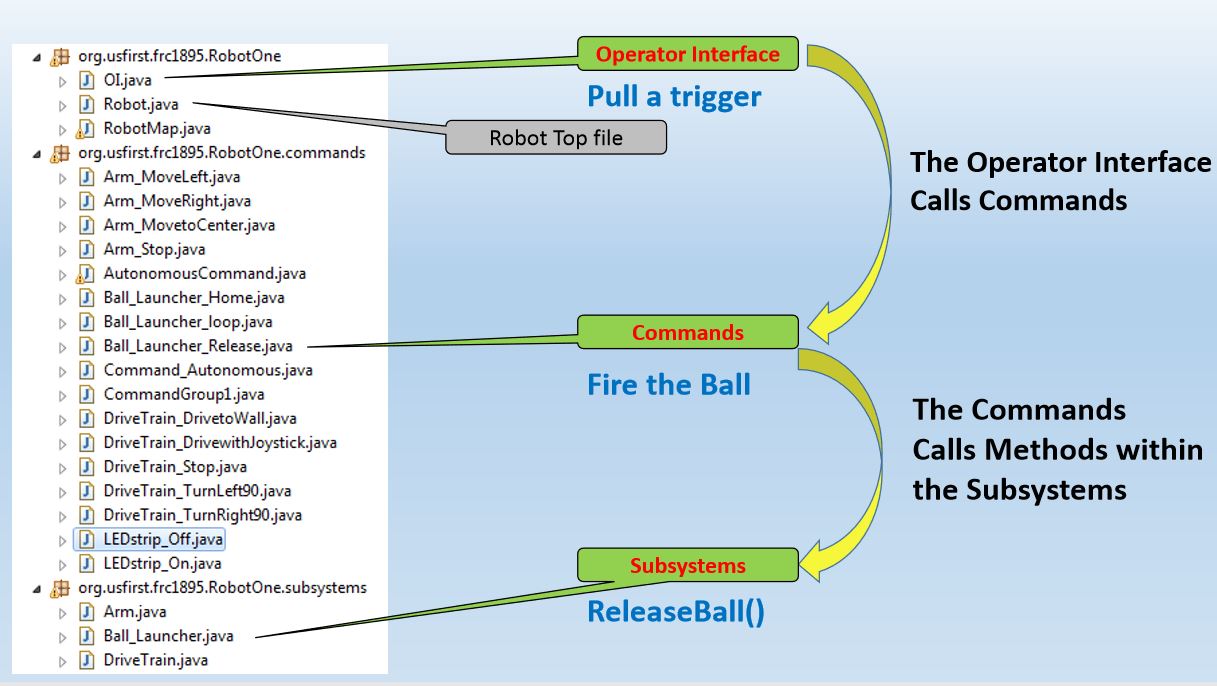 org.usfirst.frc1895.RobotOne
OI.java
Robot.java
RobotMap.java
org.usfirst.frc1895.RobotOne.commands
Arm_MoveLeft.java
Arm_MoveRight.java
Arm_MovetoCenter.java
Arm_Stop.java
AutonomousCommand.java
Ball_Launcher_Home.java
Ball_Launcher_loop.java
Ball_Launcher_Release.java
Command_Autonomous.java
CommandGroup1.java
DriveTrain_DrivetoWall.java
DriveTrain_DrivewithJoystick.java
DriveTrain_Stop.java
DriveTrain_TurnLeft90.java
DriveTrain_TurnRight90.java
LEDstrip_Off.java
LEDstrip_On.java
org.usfirst.frc1895.RobotOne.subsystems
Arm.java
Ball_Launcher.java
DriveTrain.java
Operator Interface
Pull a trigger
Robot Top file
Commands
Fire the Ball
Subsystems
ReleaseBall()
The Operator Interface
Calls Commands
The Commands
Calls Methods within
the Subsystems